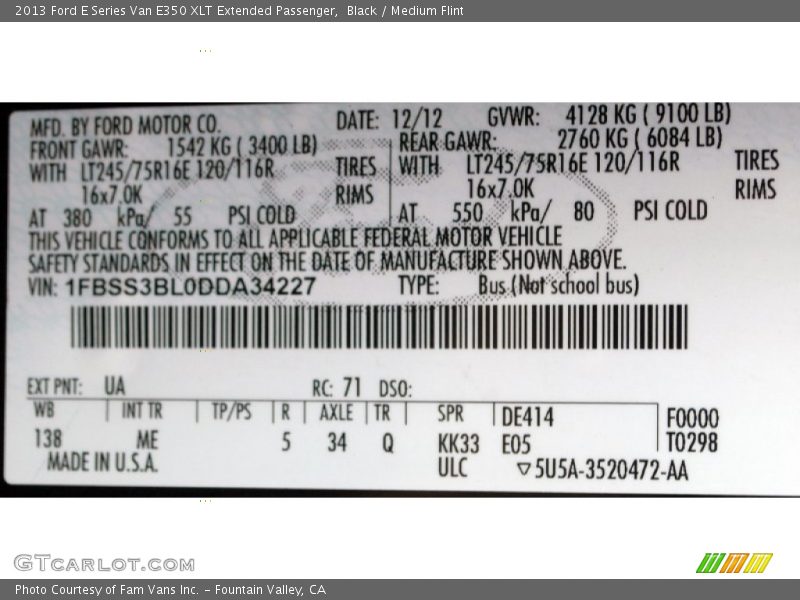 2013 Ford E Series Van E350 XLT Extended Passenger, Black / Medium Flint
MFD. BY FORD MOTOR CO. DATE: 12/12 GVWR: 4128 KG ( 9100 LB)
FRONT GAWR: 1542 KG ( 3400 LB) REAR GAWR: 2760 KG ( 6084 LB)
WITH LT245/75R16E 120/116R TIRES WITH LT245/75R16E 120/116R TIRES
16x7.0K RIMS 16x7.0K RIMS
AT 380 kPa/ 55 PSI COLD AT 550 kPa/ 80 PSI COLD
THIS VEHICLE CONFORMS TO ALL APPLICABLE FEDERAL MOTOR VEHICLE
SAFETY STANDARDS IN EFFECT ON THE DATE OF MANUFACTURE SHOWN ABOVE.
VIN: 1FBSS3BL0DDA34227 TYPE: Bus (Not school bus)
EXT PNT: UA RC: 71 DSO:
WB INT TR TP/PS R AXLE TR SPR DE414 F0000
138 ME 5 34 Q KK33 E05 T0298
MADE IN U.S.A. ULC ▽5U5A-3520472-AA
GTCARLOT.COM
Photo Courtesy of Fam Vans Inc. - Fountain Valley, CA